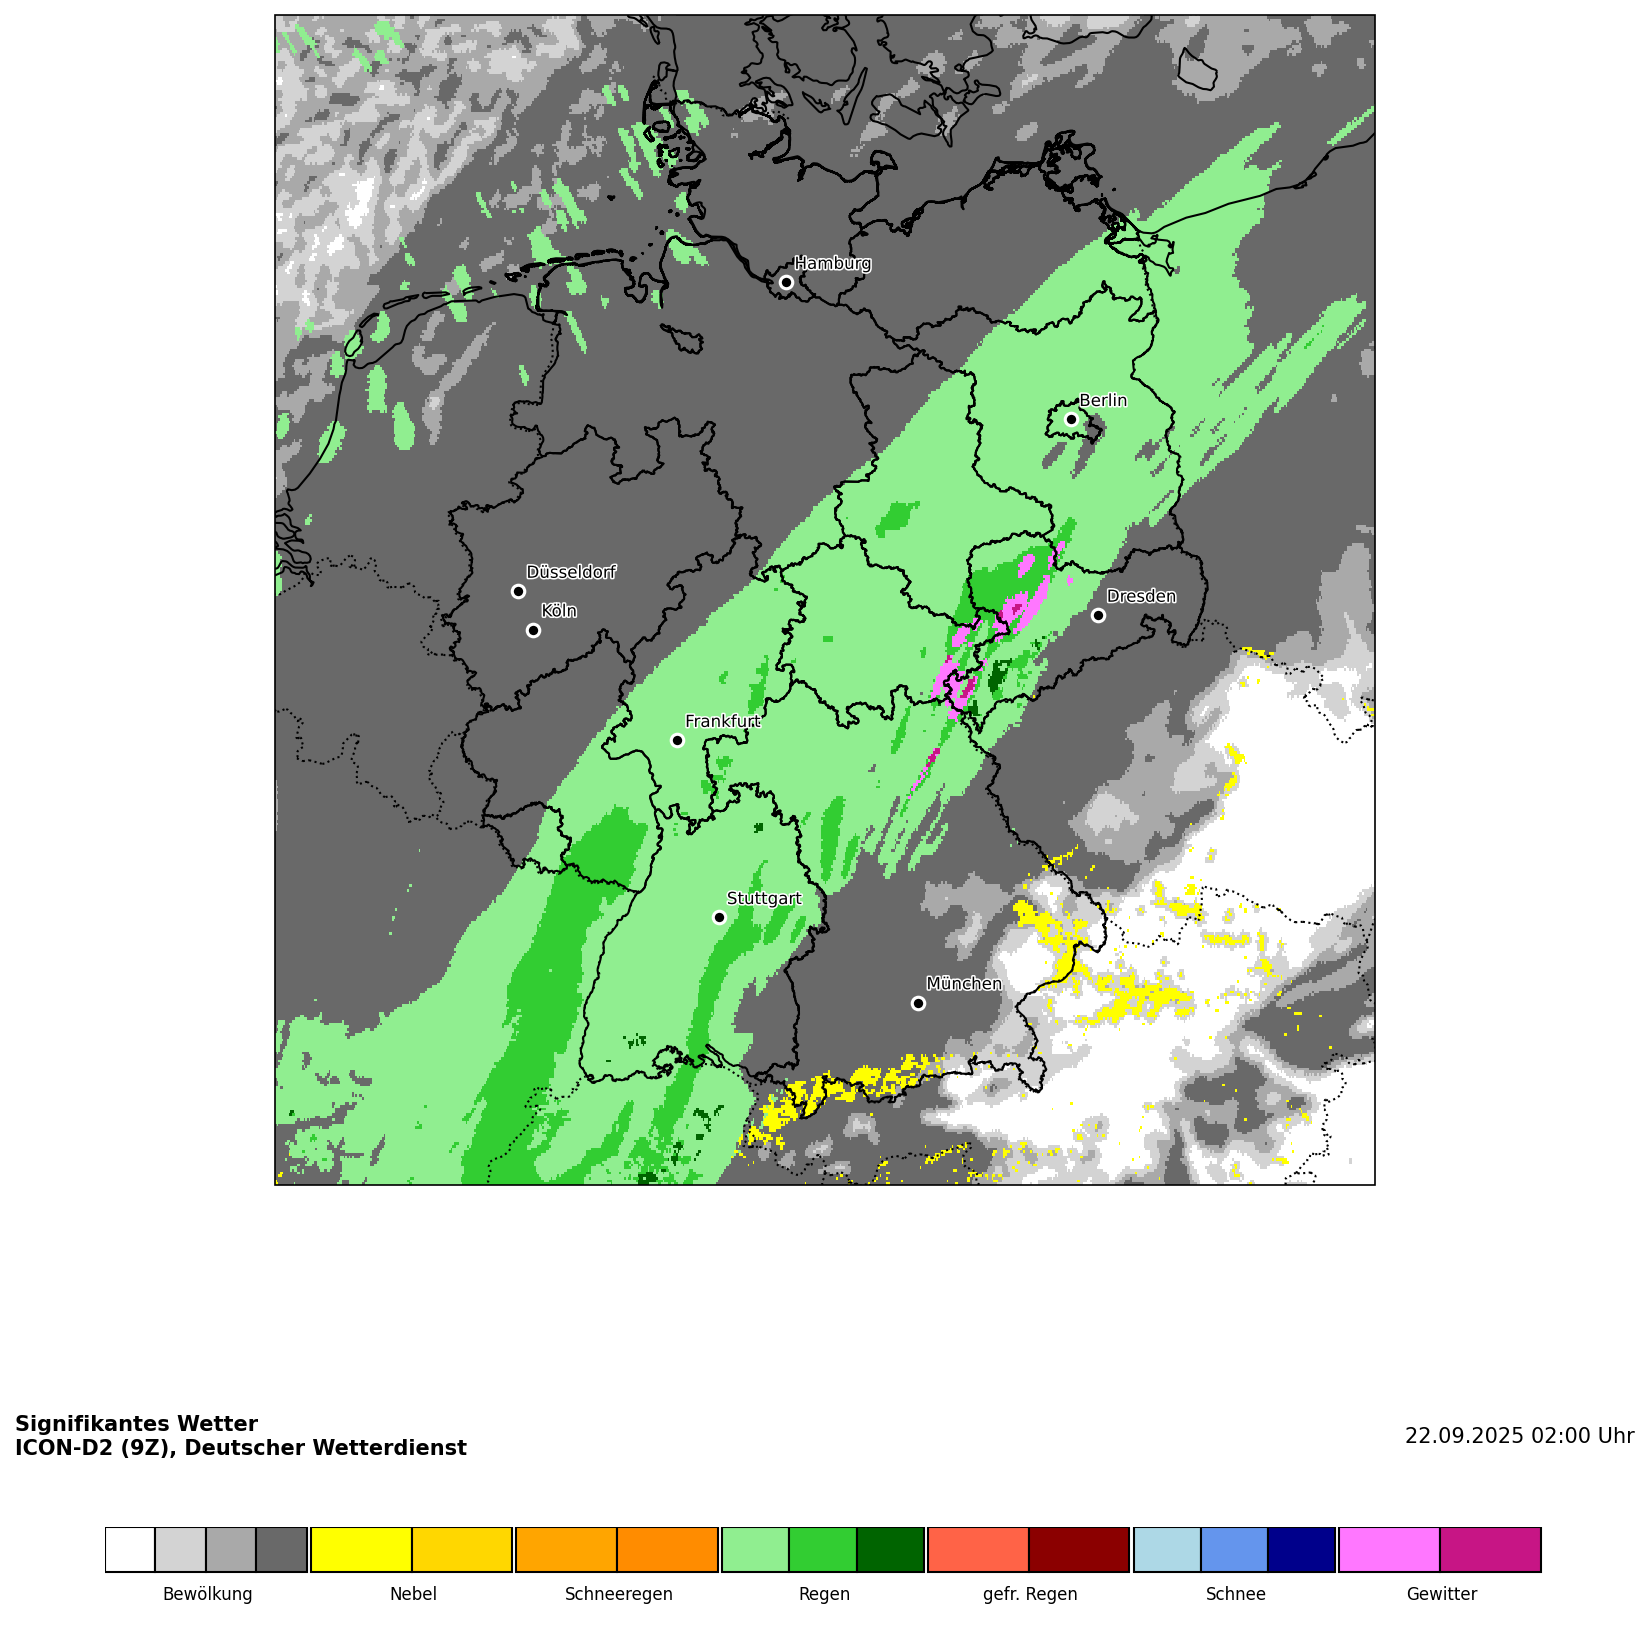 Hamburg
Berlin
Düsseldorf
Köln
Dresden
Frankfurt
Stuttgart
München
Signifikantes Wetter
ICON-D2 (9Z), Deutscher Wetterdienst
22.09.2025 02:00 Uhr
Bewölkung
Nebel
Schneeregen
Regen
gefr. Regen
Schnee
Gewitter